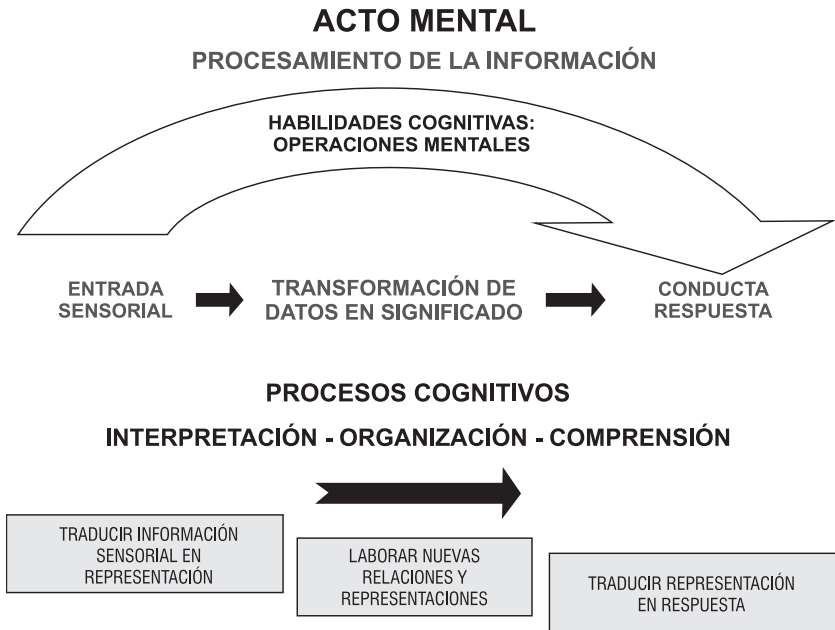 ACTO MENTAL
PROCESAMIENTO DE LA INFORMACIÓN
HABILIDADES COGNITIVAS:
OPERACIONES MENTALES
ENTRADA
SENSORIAL
TRANSFORMACIÓN DE
DATOS EN SIGNIFICADO
CONDUCTA
RESPUESTA
PROCESOS COGNITIVOS
INTERPRETACIÓN - ORGANIZACIÓN - COMPRENSIÓN
TRADUCIR INFORMACIÓN
SENSORIAL EN
REPRESENTACIÓN
LABORAR NUEVAS
RELACIONES Y
REPRESENTACIONES
TRADUCIR REPRESENTACIÓN
EN RESPUESTA